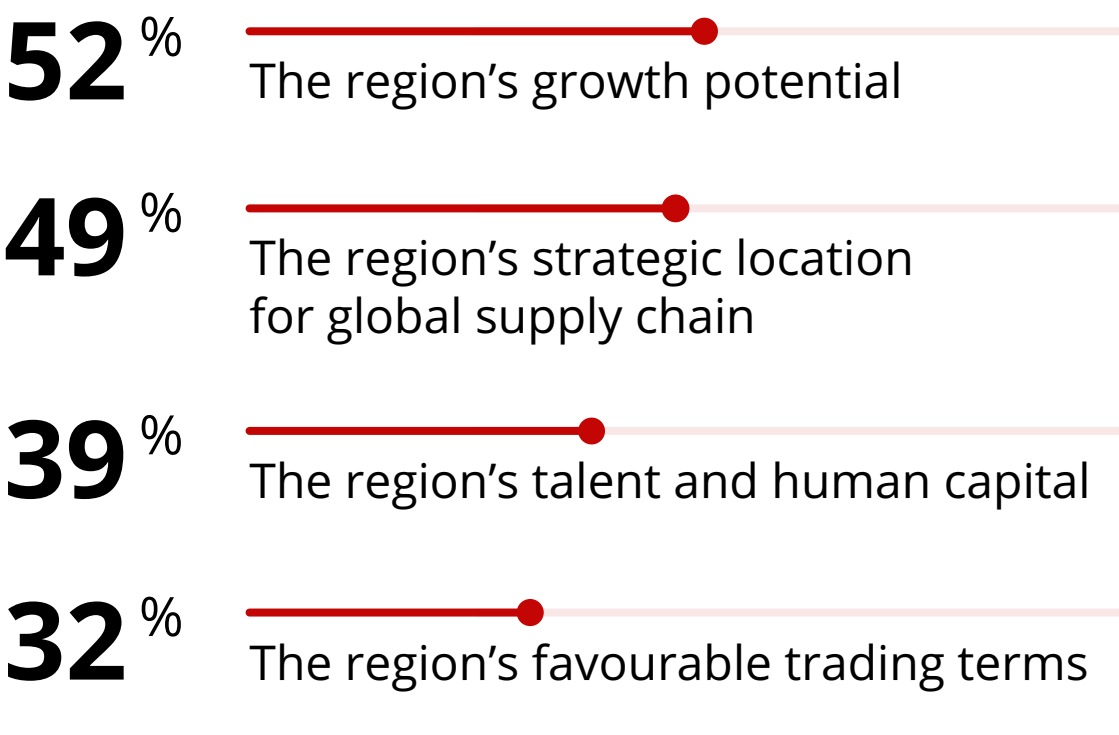 52 %
The region’s growth potential
49 %
The region’s strategic location
for global supply chain
39 %
The region’s talent and human capital
32 %
The region’s favourable trading terms